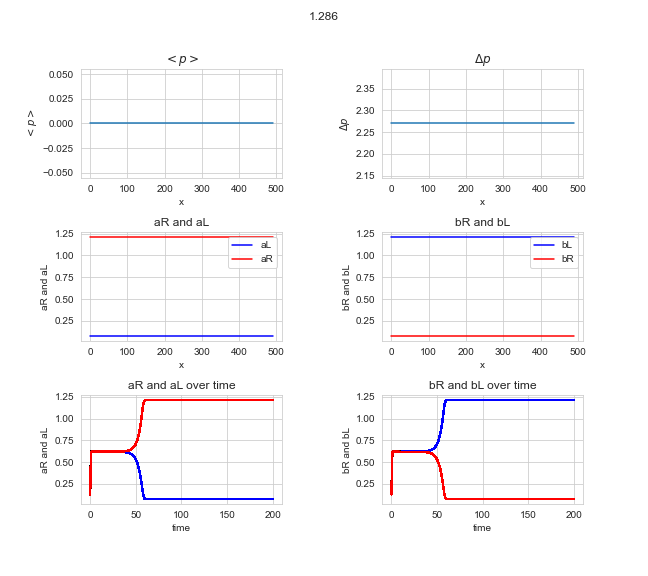 1.286
< p >
Δp
0.050
0.025
0.000
−0.025
−0.050
< p >
0 100 200 300 400 500
x
2.35
2.30
2.25
2.20
2.15
Δp
0 100 200 300 400 500
x
aR and aL
bR and bL
1.25
1.00
0.75
0.50
0.25
aR and aL
aL
aR
0 100 200 300 400 500
x
1.25
1.00
0.75
0.50
0.25
bR and bL
bL
bR
0 100 200 300 400 500
x
aR and aL over time
bR and bL over time
1.25
1.00
0.75
0.50
0.25
aR and aL
0 50 100 150 200
time
1.25
1.00
0.75
0.50
0.25
bR and bL
0 50 100 150 200
time